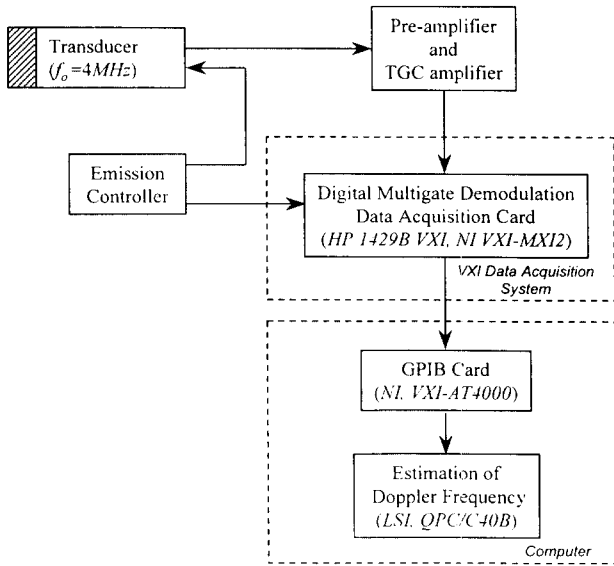 Transducer
(fo=4MHz)
Pre-amplifier
and
TGC amplifier
Emission
Controller
Digital Multigate Demodulation
Data Acquisition Card
(HP 1429B VXI, NI VXI-MXI2)
VXI Data Acquisition
System
GPIB Card
(NI, VXI-AT4000)
Estimation of
Doppler Frequency
(LSI, QPC/C40B)
Computer